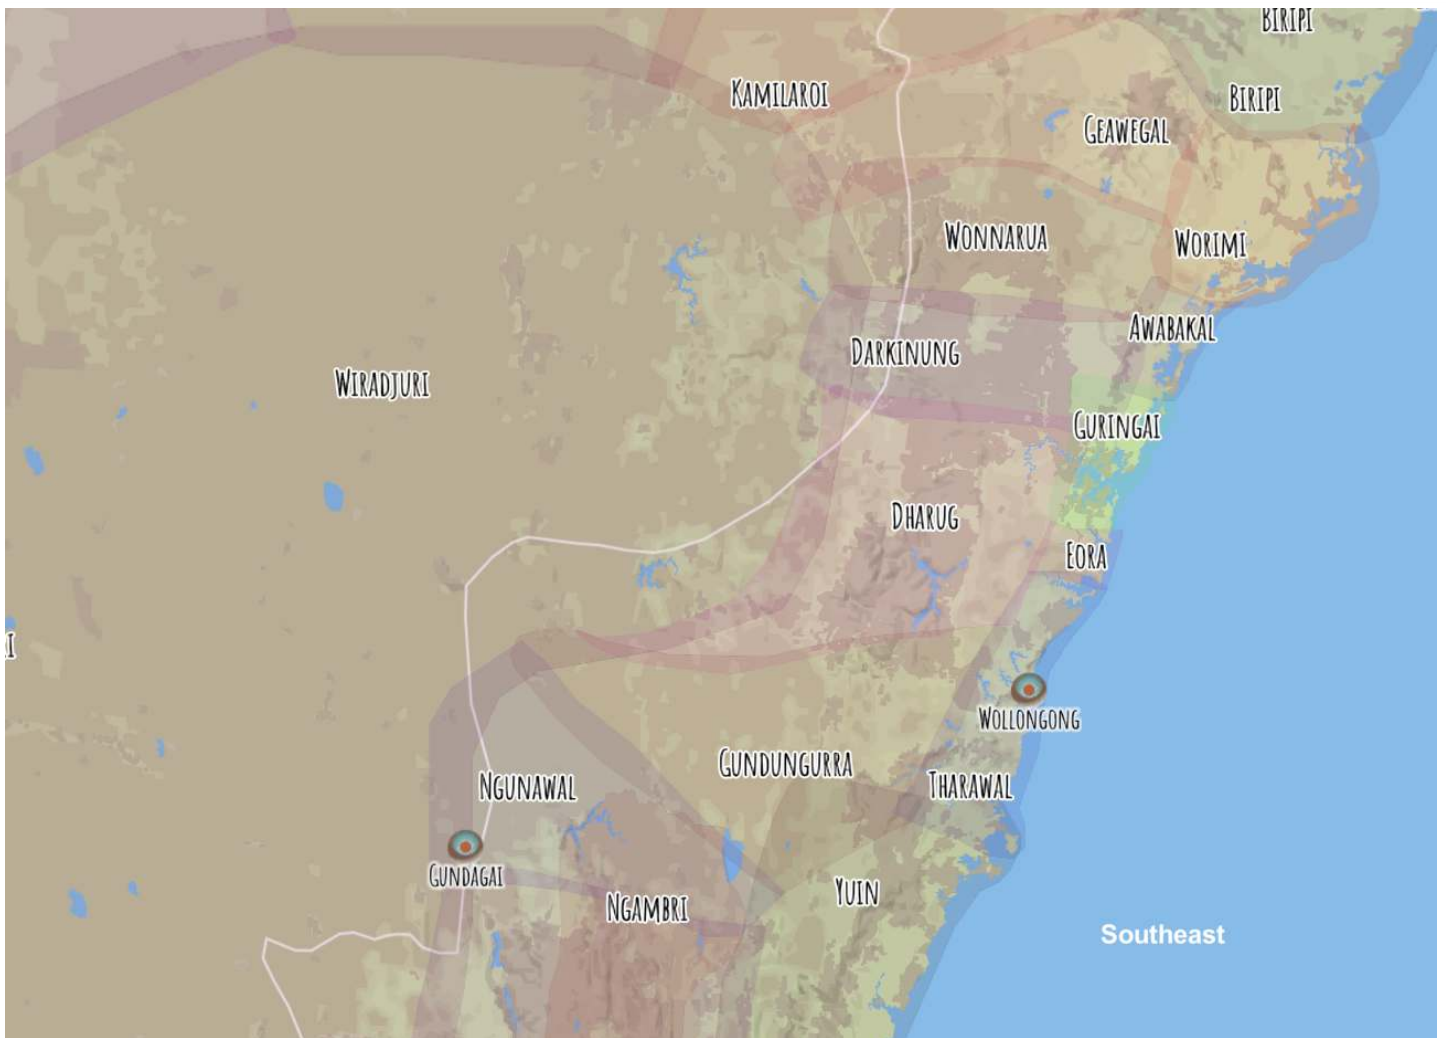 BIRIPI
KAMILAROI
BIRIPI
GEAWEGAL
WONNARUA
WORIMI
AWABAKAL
DARKINUNG
WIRADJURI
GURINGAI
DHARUG
EORA
WOLLONGONG
GUNDUNGURRA
NGUNAWAL
THARAWAL
GUNDAGAI
YUIN
NGAMBRI
Southeast